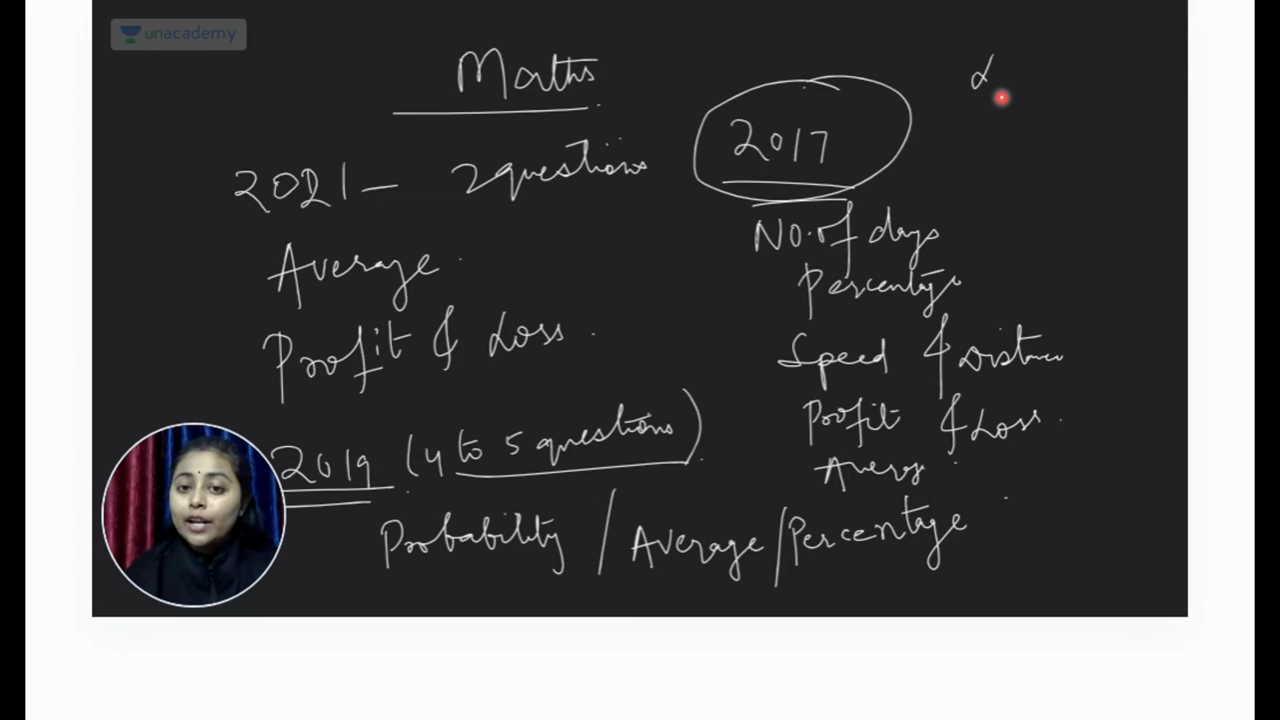 unacademy
Maths
2021 - 2 questions
Average
Profit & Loss
2019 (4 to 5 questions)
Probability / Average / Percentage
2017
No. of days
Percentage
Speed & Distance
Profit & Loss